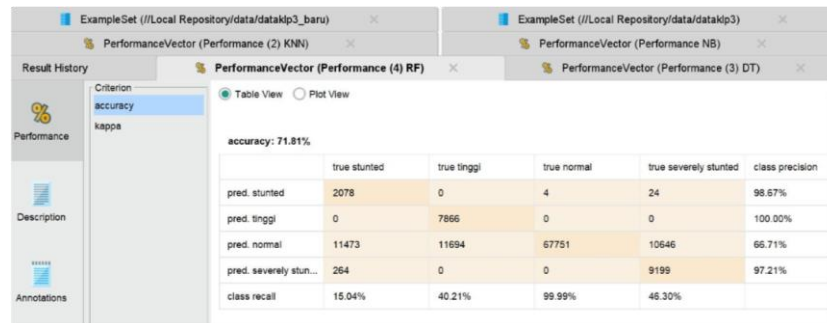 ExampleSet (//Local Repository/data/dataklp3_baru) ExampleSet (//Local Repository/data/dataklp3)
PerformanceVector (Performance (2) KNN) PerformanceVector (Performance NB)
Result History PerformanceVector (Performance (4) RF) PerformanceVector (Performance (3) DT)
Criterion
accuracy
kappa
Performance
Description
Annotations
Table View Plot View
accuracy: 71.81%
true stunted true tinggi true normal true severely stunted class precision
pred. stunted 2078 0 4 24 98.67%
pred. tinggi 0 7866 0 0 100.00%
pred. normal 11473 11694 67751 10646 66.71%
pred. severely stun... 264 0 0 9199 97.21%
class recall 15.04% 40.21% 99.99% 46.30%